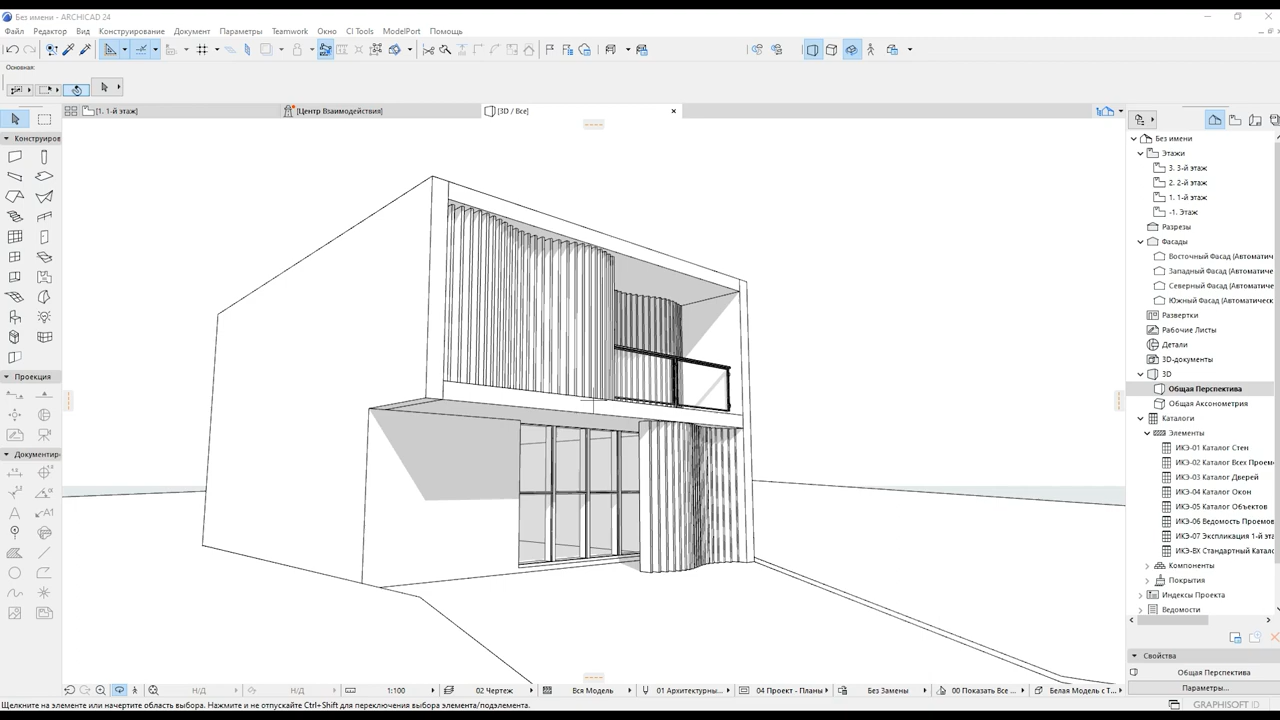 Без имени - ARCHICAD 24
Файл Редактор Вид Конструирование Документ Параметры Teamwork Окно CI Tools ModelPort Помощь
Основная:
[1. 1-й этаж]
[Центр Взаимодействия]
[3D / Все]
Конструиров
Проекция
Документир
Без имени
Этажи
3. 3-й этаж
2. 2-й этаж
1. 1-й этаж
-1. Этаж
Разрезы
Фасады
Восточный Фасад (Автоматич
Западный Фасад (Автоматиче
Северный Фасад (Автоматиче
Южный Фасад (Автоматическ
Развертки
Рабочие Листы
Детали
3D-документы
3D
Общая Перспектива
Общая Аксонометрия
Каталоги
Элементы
ИКЭ-01 Каталог Стен
ИКЭ-02 Каталог Всех Проем
ИКЭ-03 Каталог Дверей
ИКЭ-04 Каталог Окон
ИКЭ-05 Каталог Объектов
ИКЭ-06 Ведомость Проемов
ИКЭ-07 Экспликация 1-й эта
ИКЭ-ВХ Стандартный Катало
Компоненты
Покрытия
Индексы Проекта
Ведомости
Свойства
Общая Перспектива
Параметры...
Н/Д Н/Д 1:100 02 Чертеж Вся Модель 01 Архитектурны... 04 Проект - Планы Без Замены 00 Показать Все ... Белая Модель с Т...
Щелкните на элементе или начертите область выбора. Нажмите и не отпускайте Ctrl+Shift для переключения выбора элемента/подэлемента.
GRAPHISOFT ID